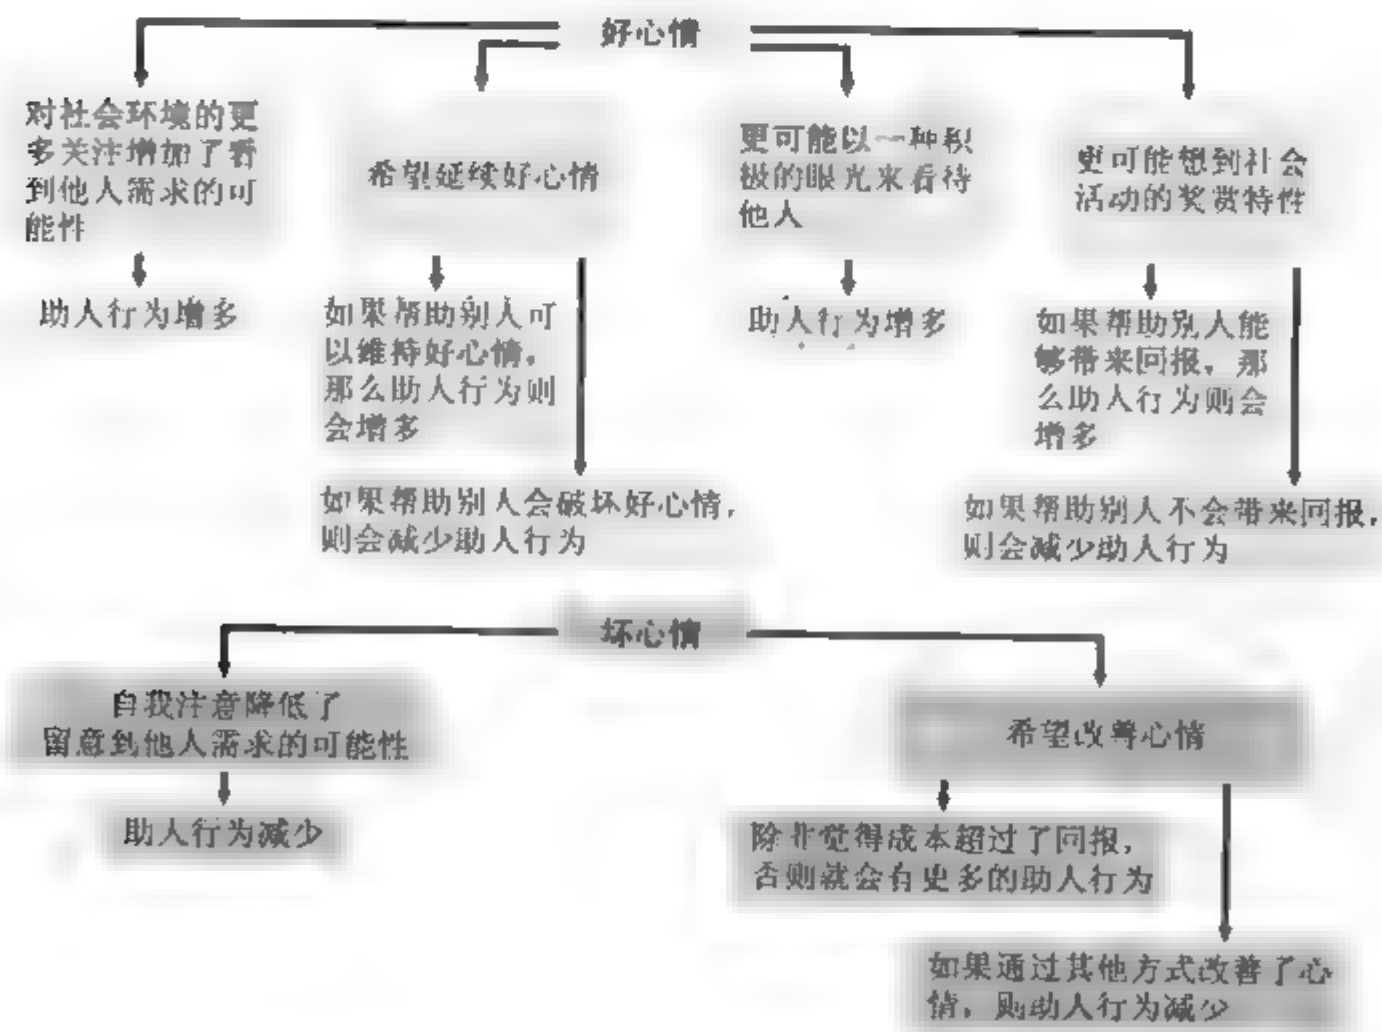 好心情
对社会环境的更
多关注增加了看
到他人需求的可
能性
助人行为增多
希望延续好心情
如果帮助别人可
以维持好心情，
那么助人行为则
会增多
如果帮助别人会破坏好心情，
则会减少助人行为
更可能以一种积
极的眼光来看待
他人
助人行为增多
更可能想到社会
活动的奖赏特性
如果帮助别人能
够带来回报，那
么助人行为则会
增多
如果帮助别人不会带来回报，
则会减少助人行为
坏心情
自我注意降低了
留意到他人需求的可能性
助人行为减少
希望改善心情
除非觉得成本超过了回报，
否则就会有更多的助人行为
如果通过其他方式改善了心
情，则助人行为减少